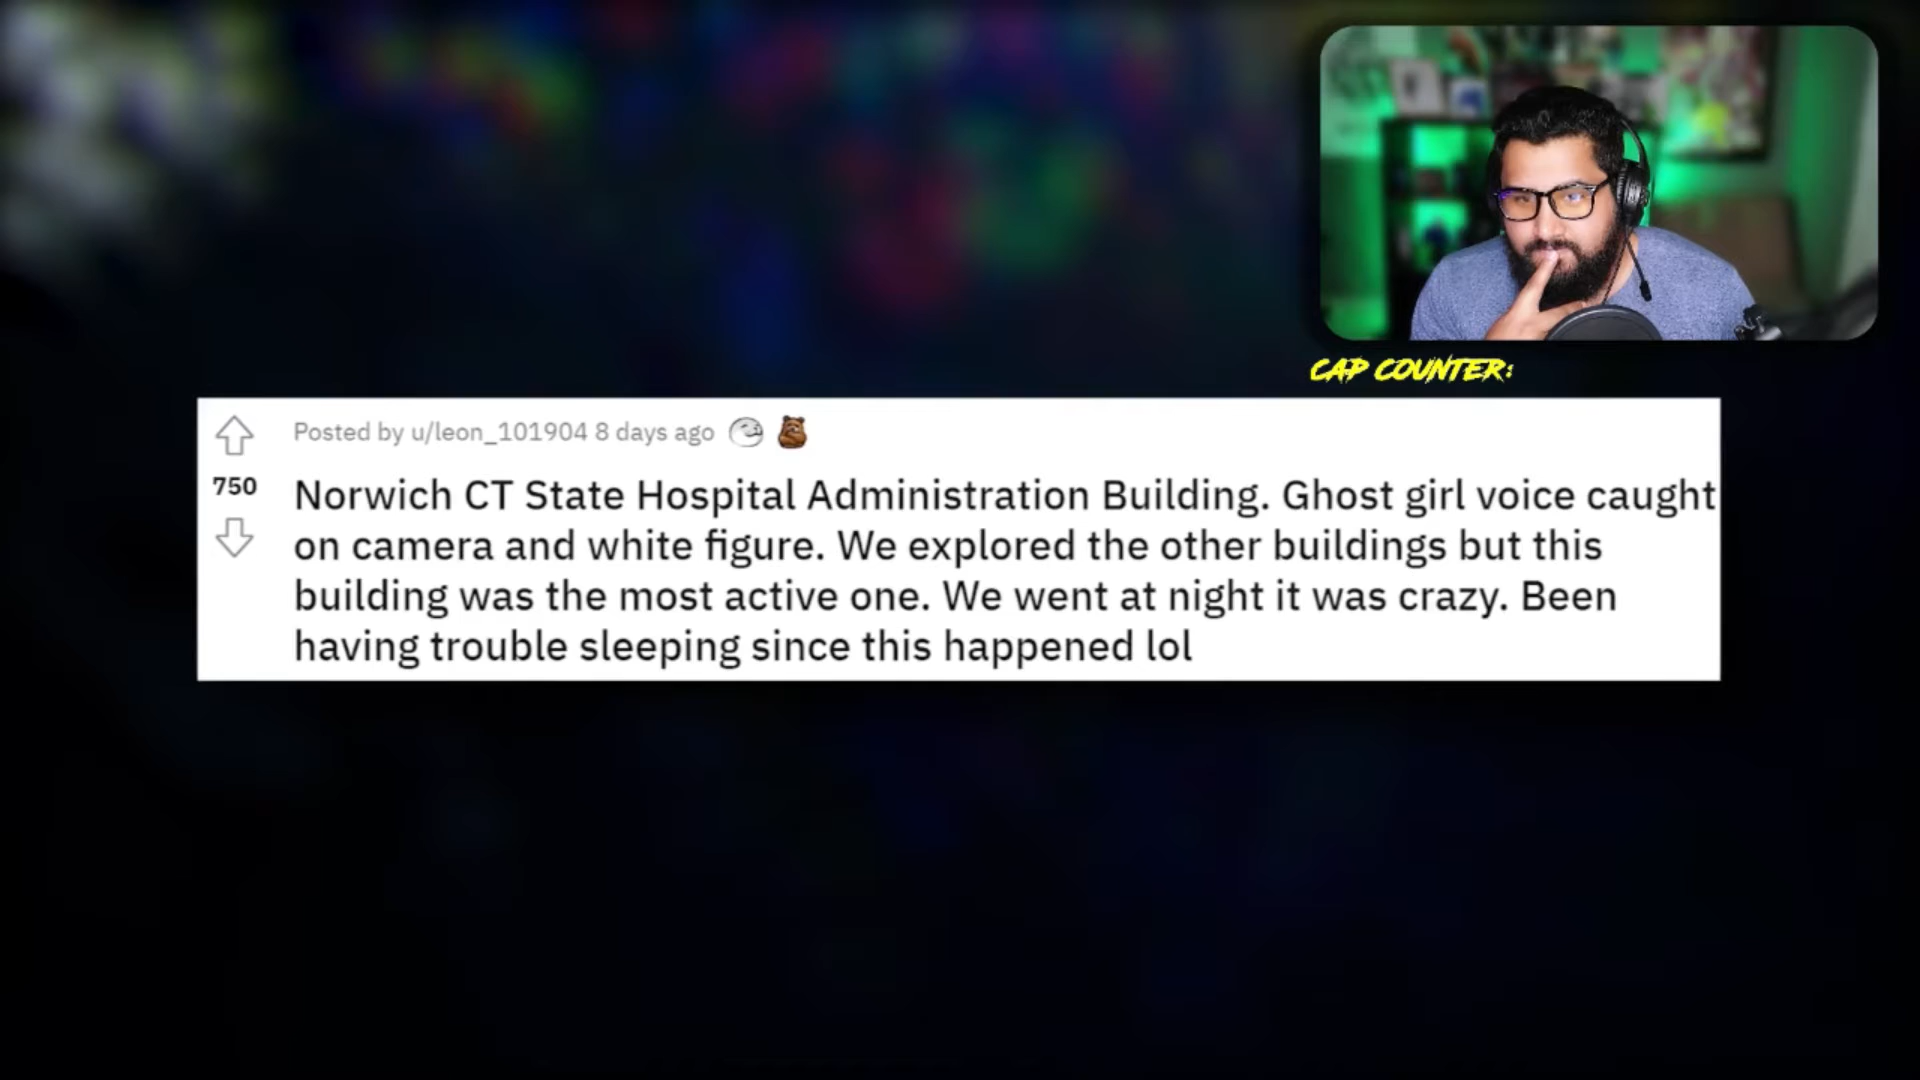 CAP COUNTER:
Posted by u/leon_101904 8 days ago
750
Norwich CT State Hospital Administration Building. Ghost girl voice caught
on camera and white figure. We explored the other buildings but this
building was the most active one. We went at night it was crazy. Been
having trouble sleeping since this happened lol